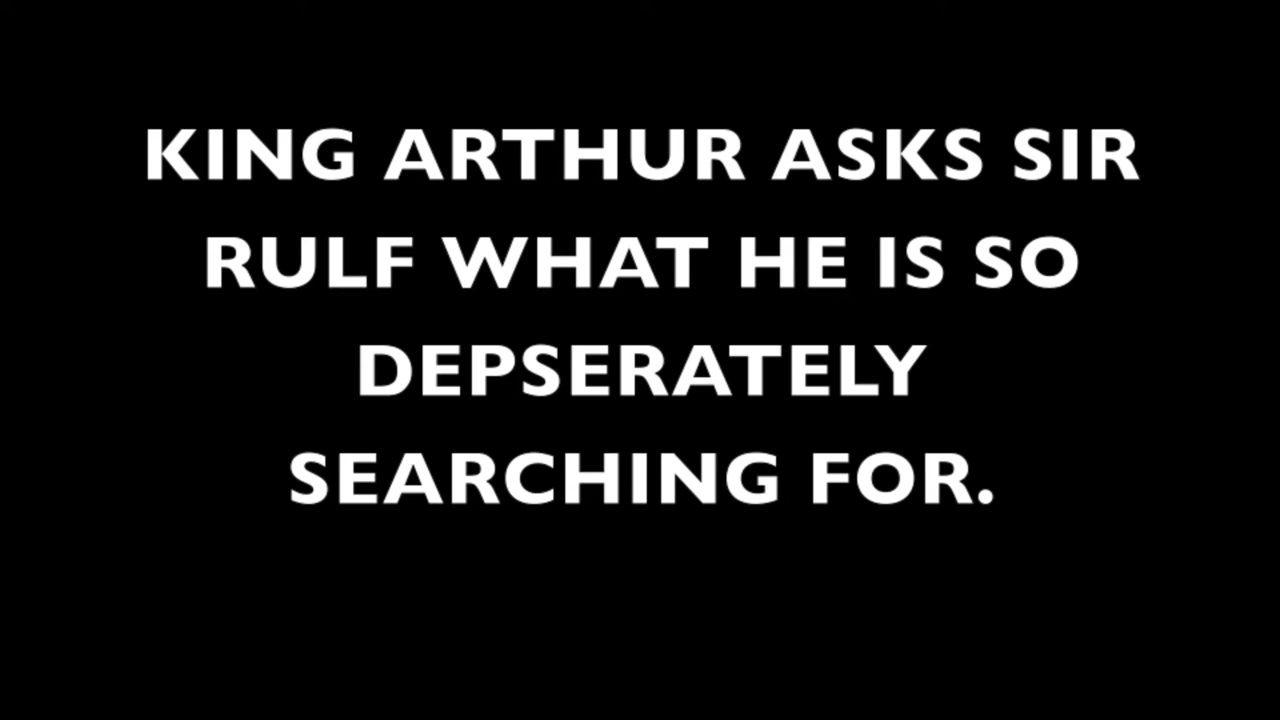 KING ARTHUR ASKS SIR
RULF WHAT HE IS SO
DEPSERATELY
SEARCHING FOR.